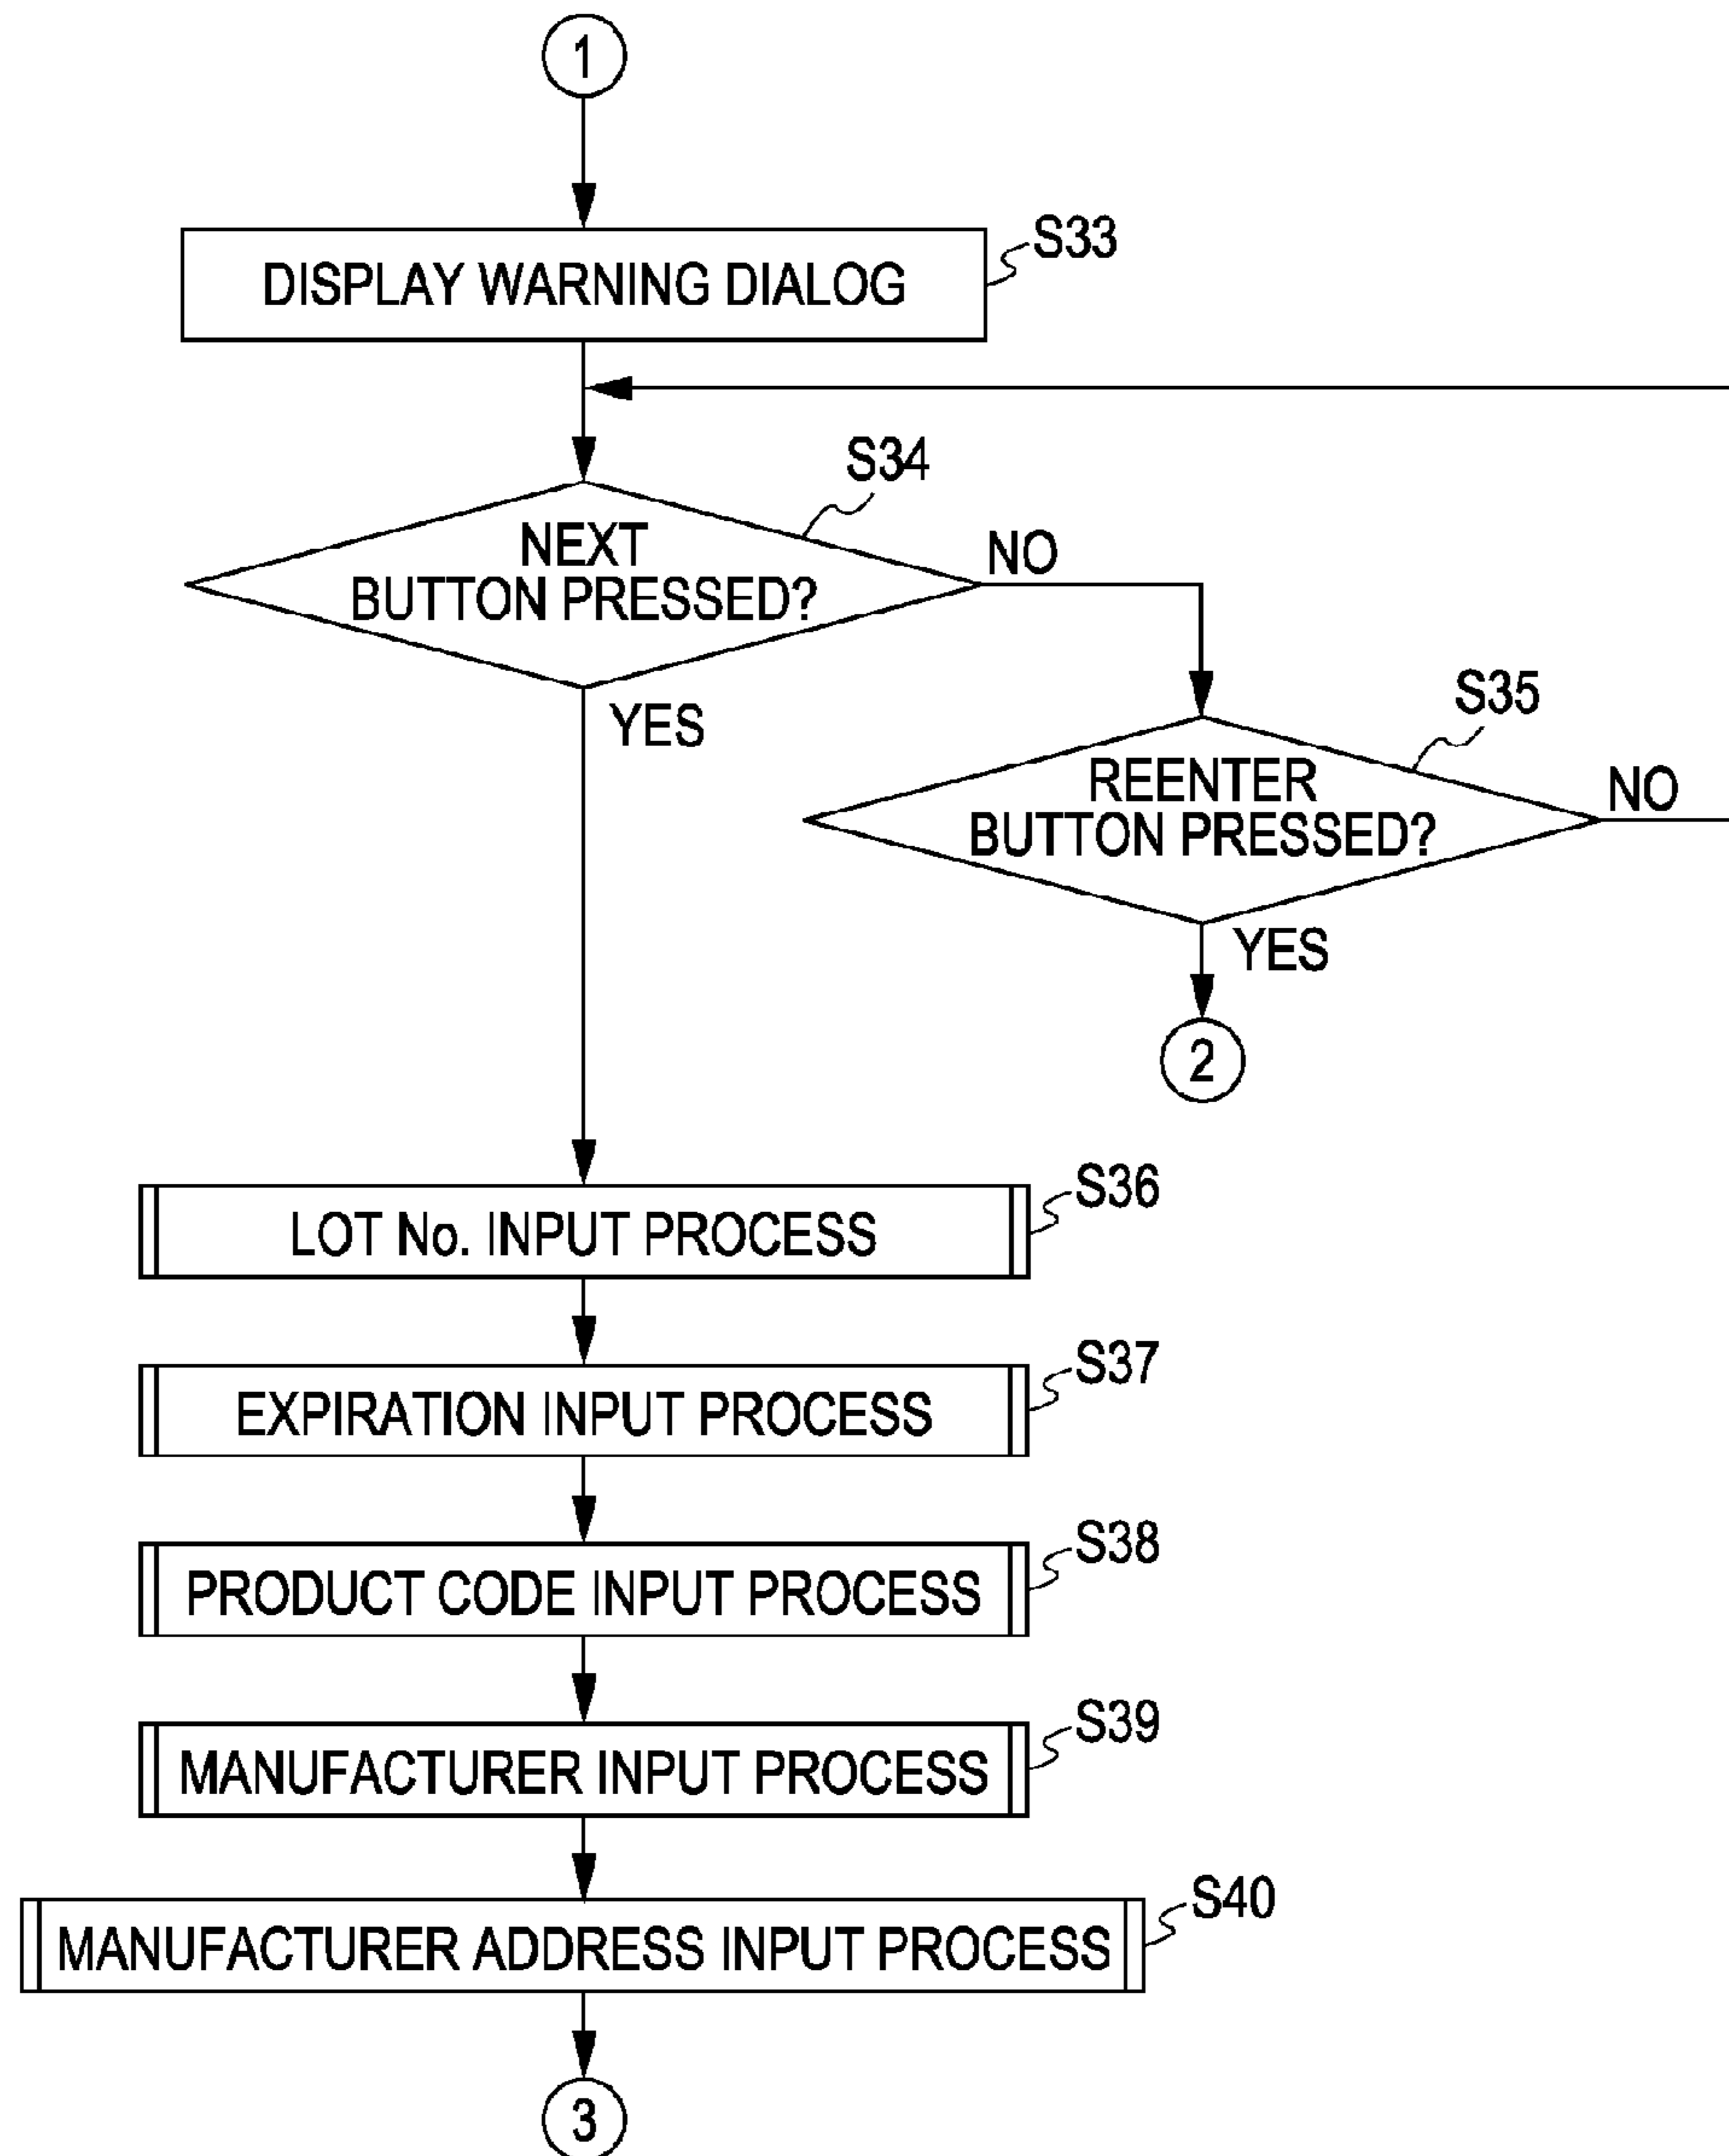 1
DISPLAY WARNING DIALOG
S33
S34
NEXT
BUTTON PRESSED?
NO
YES
S35
REENTER
BUTTON PRESSED?
NO
YES
2
LOT No. INPUT PROCESS
S36
EXPIRATION INPUT PROCESS
S37
PRODUCT CODE INPUT PROCESS
S38
MANUFACTURER INPUT PROCESS
S39
MANUFACTURER ADDRESS INPUT PROCESS
S40
3